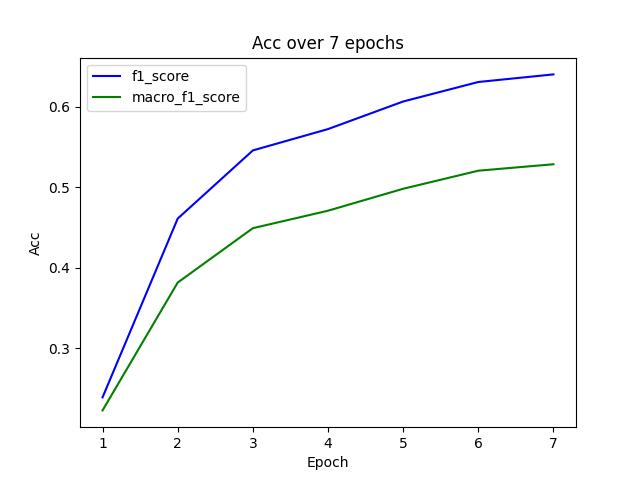 Acc over 7 epochs
f1_score
macro_f1_score
0.6
0.5
0.4
0.3
Acc
1 2 3 4 5 6 7
Epoch